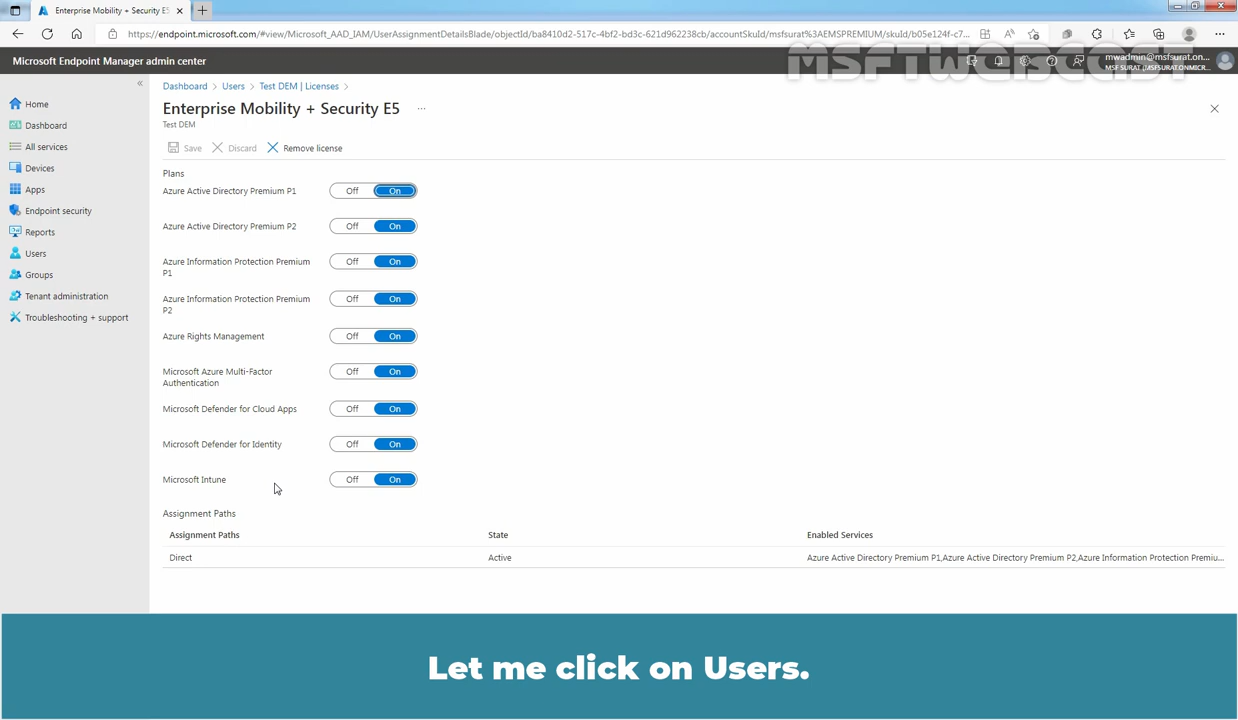 Enterprise Mobility + Security E5
https://endpoint.microsoft.com/#view/Microsoft_AAD_IAM/UserAssignmentDetailsBlade/objectId/ba8410d2-517c-4bf2-bd3c-621d962238cb/accountSkuId/msfsurat%3AEMSPREMIUM/skuId/b05e124f-c7...
MSFTWEBCAST
Microsoft Endpoint Manager admin center
mwadmin@msfsurat.on...
MSF SURAT (MSFSURAT.ONMICR...
Home
Dashboard
All services
Devices
Apps
Endpoint security
Reports
Users
Groups
Tenant administration
Troubleshooting + support
Dashboard > Users > Test DEM | Licenses >
Enterprise Mobility + Security E5 ...
Test DEM
Save Discard Remove license
Plans
Azure Active Directory Premium P1 Off On
Azure Active Directory Premium P2 Off On
Azure Information Protection Premium Off On
P1
Azure Information Protection Premium Off On
P2
Azure Rights Management Off On
Microsoft Azure Multi-Factor Off On
Authentication
Microsoft Defender for Cloud Apps Off On
Microsoft Defender for Identity Off On
Microsoft Intune Off On
Assignment Paths
Assignment Paths State Enabled Services
Direct Active Azure Active Directory Premium P1,Azure Active Directory Premium P2,Azure Information Protection Premiu...
Let me click on Users.